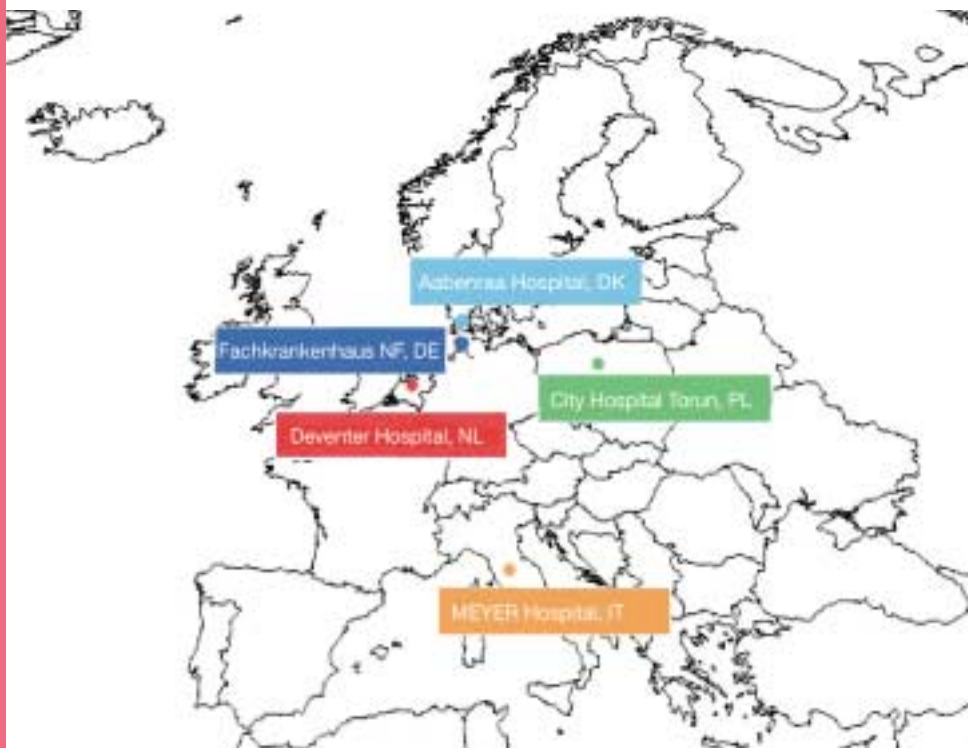 Aabenraa Hospital, DK
Fachkrankenhaus NF, DE
City Hospital Torun, PL
Deventer Hospital, NL
MEYER Hospital, IT